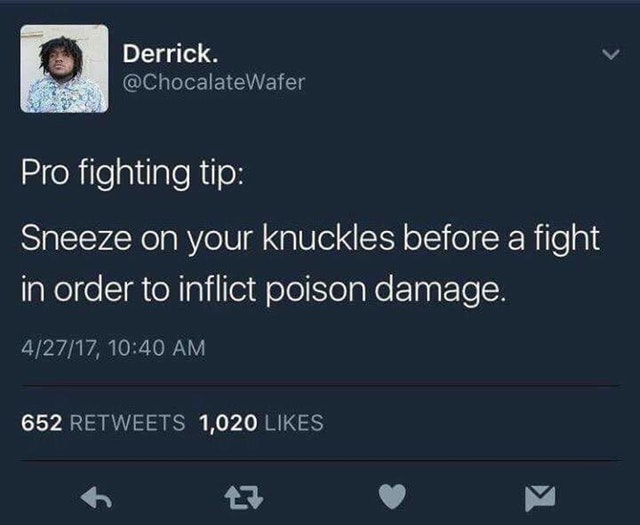 Derrick.
@ChocalateWafer
Pro fighting tip:
Sneeze on your knuckles before a fight
in order to inflict poison damage.
4/27/17, 10:40 AM
652 RETWEETS 1,020 LIKES